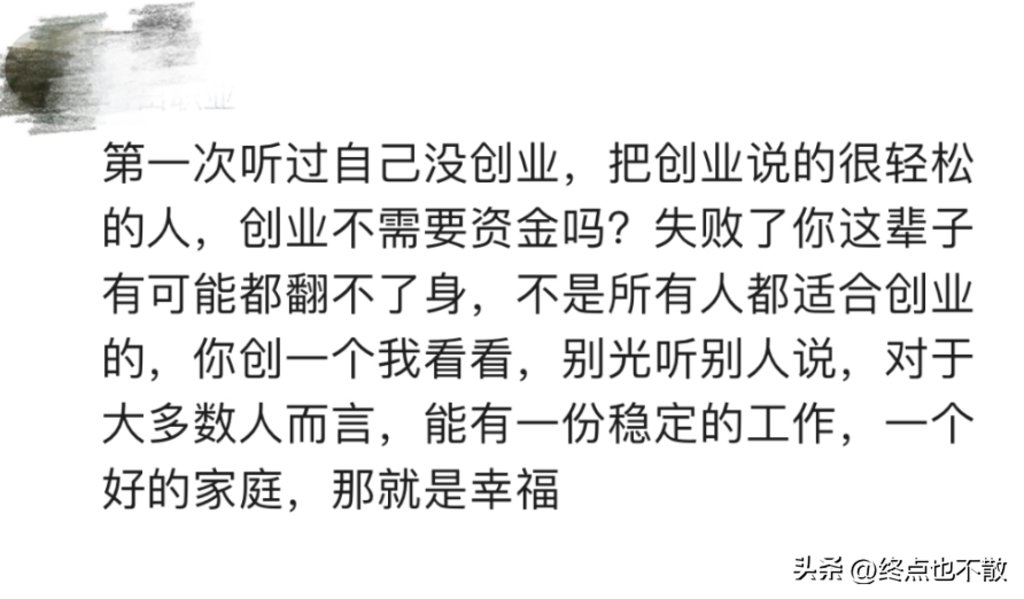 第一次听过自己没创业，把创业说的很轻松
的人，创业不需要资金吗？失败了你这辈子
有可能都翻不了身，不是所有人都适合创业
的，你创一个我看看，别光听别人说，对于
大多数人而言，能有一份稳定的工作，一个
好的家庭，那就是幸福
头条 @终点也不散